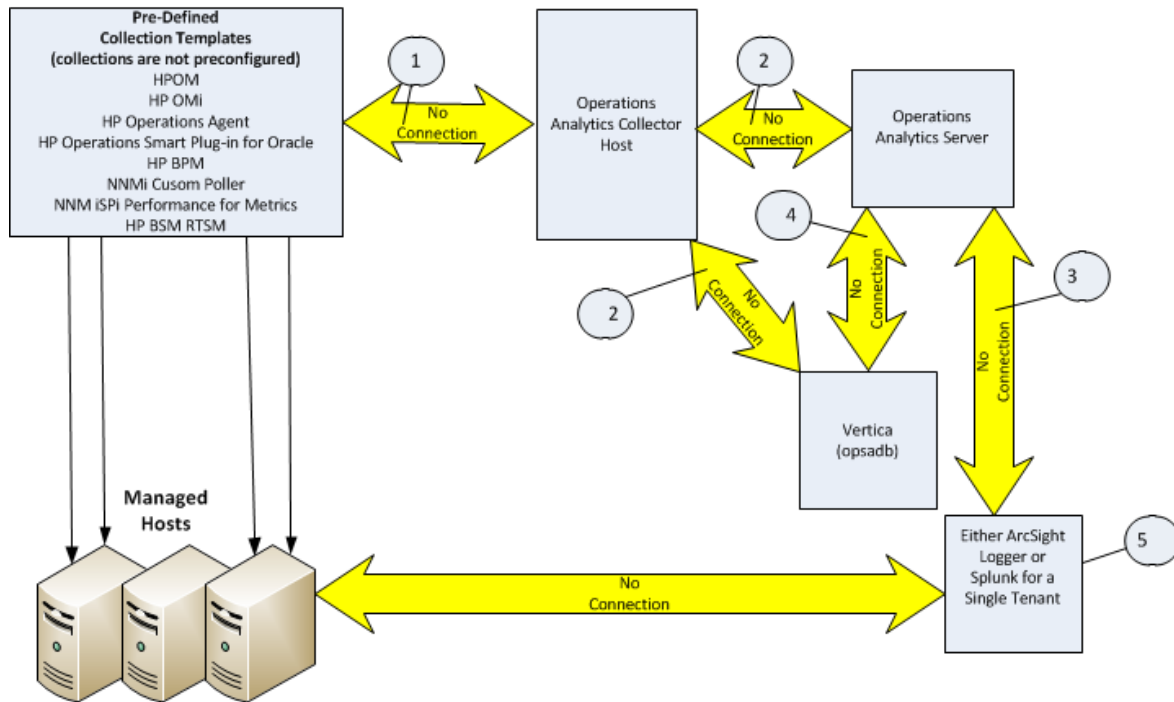 Pre-Defined
Collection Templates
(collections are not preconfigured)
HPOM
HP OMi
HP Operations Agent
HP Operations Smart Plug-in for Oracle
HP BPM
NNMi Cusom Poller
NNM iSPi Performance for Metrics
HP BSM RTSM
1
No
Connection
Operations
Analytics Collector
Host
2
No
Connection
Operations
Analytics Server
2
No
Connection
4
No
Connection
3
No
Connection
Vertica
(opsadb)
Managed
Hosts
No
Connection
Either ArcSight
Logger or
Splunk for a
Single Tenant
5